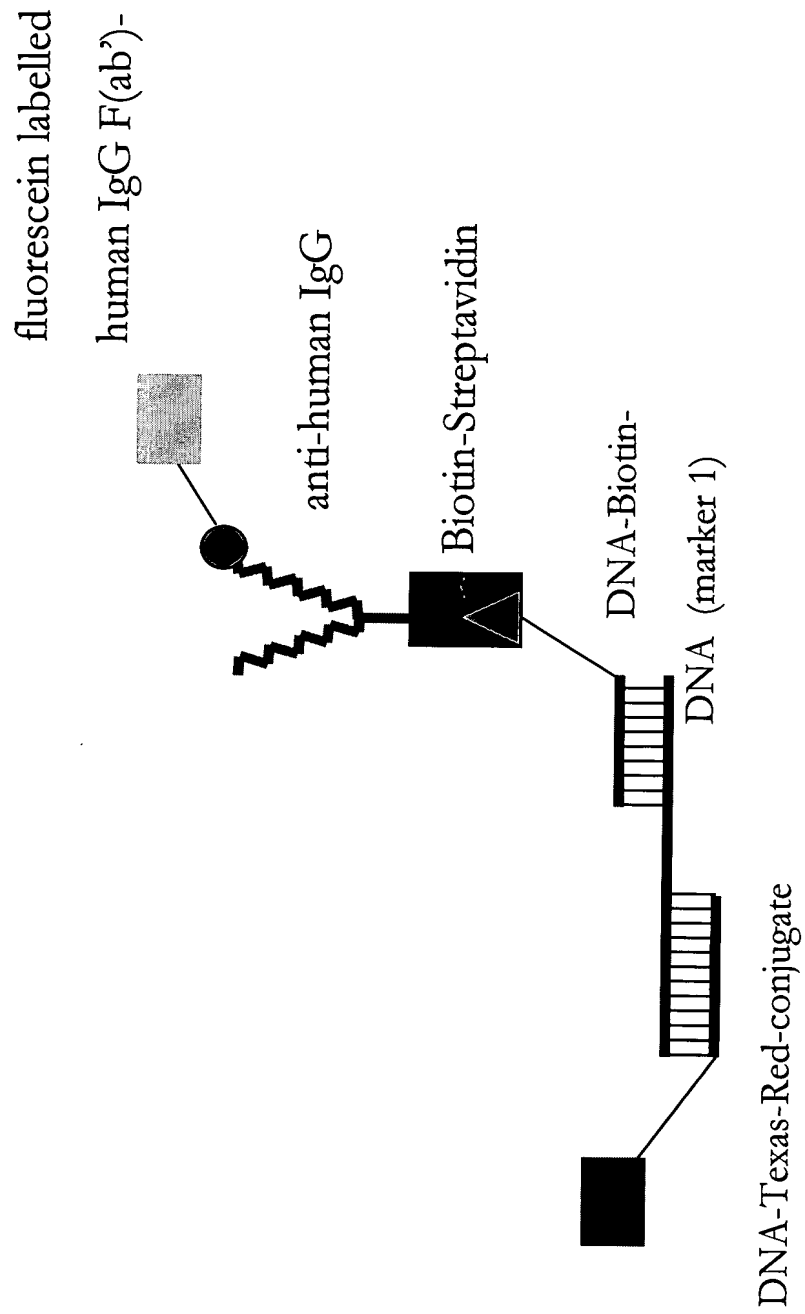 fluorescein labelled
human IgG F(ab')-
anti-human IgG
Biotin-Streptavidin
DNA-Biotin-
DNA (marker 1)
DNA-Texas-Red-conjugate